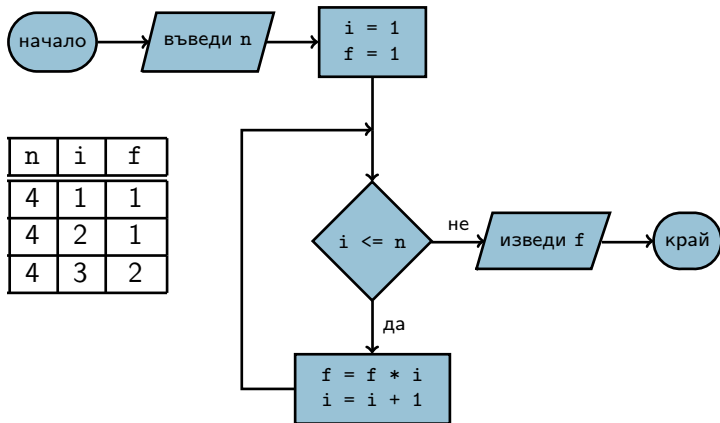 начало
въведи n
i = 1
f = 1
n i f
4 1 1
4 2 1
4 3 2
i <= n
не
изведи f
край
да
f = f * i
i = i + 1